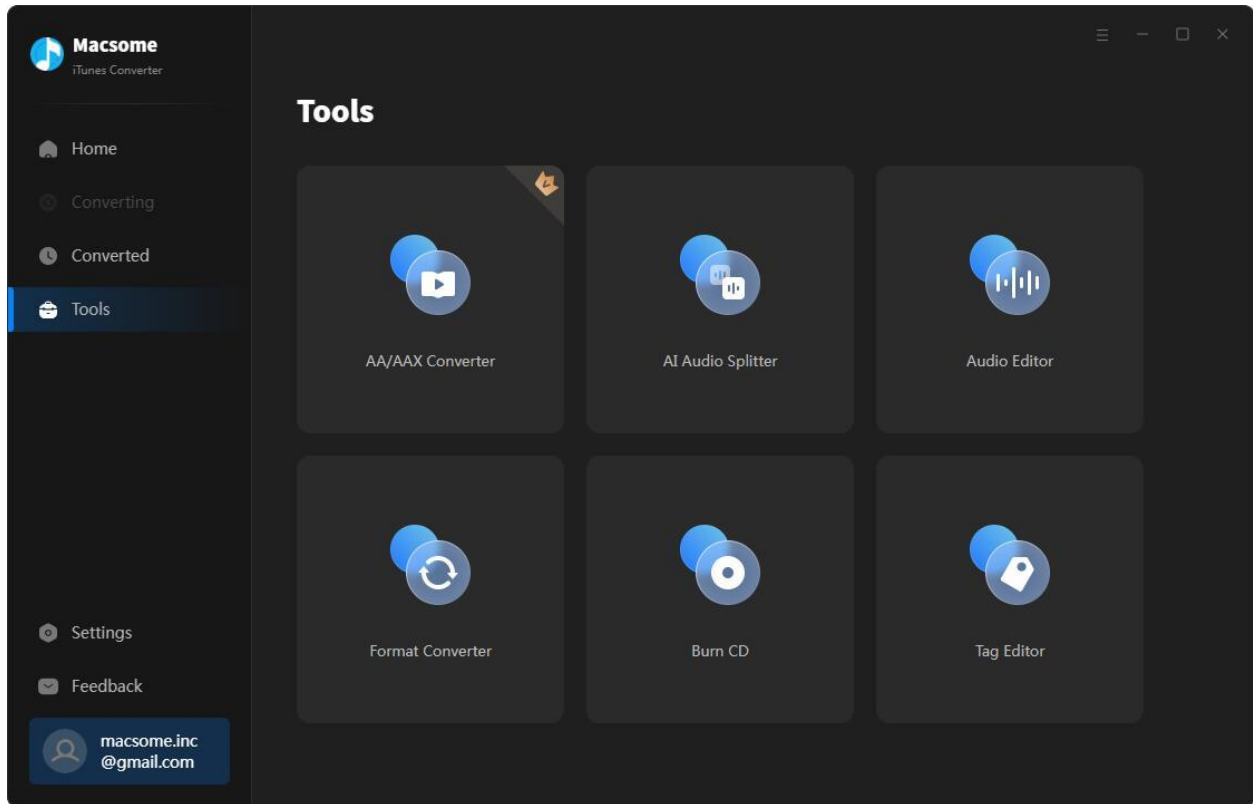 Macsome
iTunes Converter
Home
Converting
Converted
Tools
Settings
Feedback
macsome.inc
@gmail.com
Tools
AA/AAX Converter
AI Audio Splitter
Audio Editor
Format Converter
Burn CD
Tag Editor